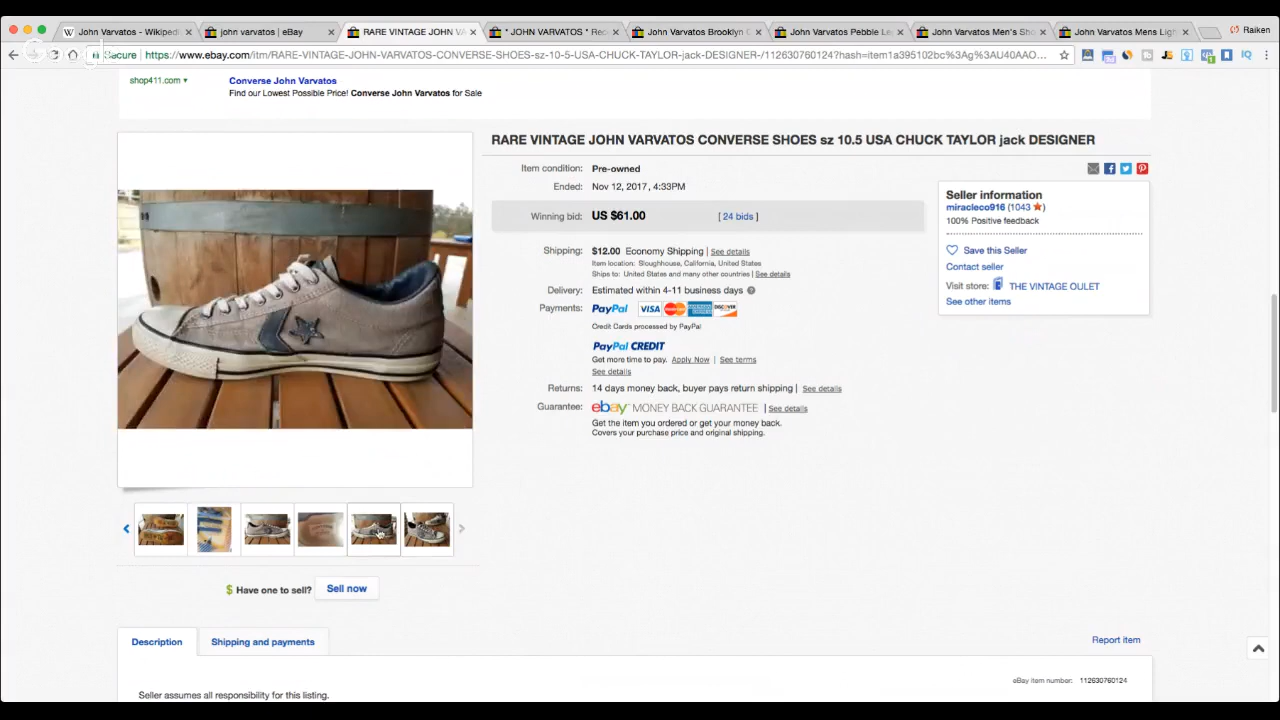 John Varvatos - Wikiped
john varvatos | eBay
RARE VINTAGE JOHN VA
* JOHN VARVATOS * Re
John Varvatos Brooklyn
John Varvatos Pebble Le
John Varvatos Men's Sho
John Varvatos Mens Ligh
Raiken
Secure
https://www.ebay.com/itm/RARE-VINTAGE-JOHN-VARVATOS-CONVERSE-SHOES-sz-10-5-USA-CHUCK-TAYLOR-jack-DESIGNER-/112630760124?hash=item1a395102bc%3Ag%3AU40AAO...
shop411.com
Converse John Varvatos
Find our Lowest Possible Price! Converse John Varvatos for Sale
RARE VINTAGE JOHN VARVATOS CONVERSE SHOES sz 10.5 USA CHUCK TAYLOR jack DESIGNER
Item condition: Pre-owned
Ended: Nov 12, 2017 , 4:33PM
Winning bid: US $61.00 [ 24 bids ]
Shipping: $12.00 Economy Shipping | See details
Item location: Sloughhouse, California, United States
Ships to: United States and many other countries | See details
Delivery: Estimated within 4-11 business days
Payments: PayPal VISA MasterCard DISCOVER
Credit Cards processed by PayPal
PayPal CREDIT
Get more time to pay. Apply Now | See terms
See details
Returns: 14 days money back, buyer pays return shipping | See details
Guarantee: ebay MONEY BACK GUARANTEE | See details
Get the item you ordered or get your money back.
Covers your purchase price and original shipping.
Seller information
miracleco916 (1043 )
100% Positive feedback
Save this Seller
Contact seller
Visit store: THE VINTAGE OULET
See other items
$ Have one to sell? Sell now
Description
Shipping and payments
Report item
eBay item number: 112630760124
Seller assumes all responsibility for this listing.